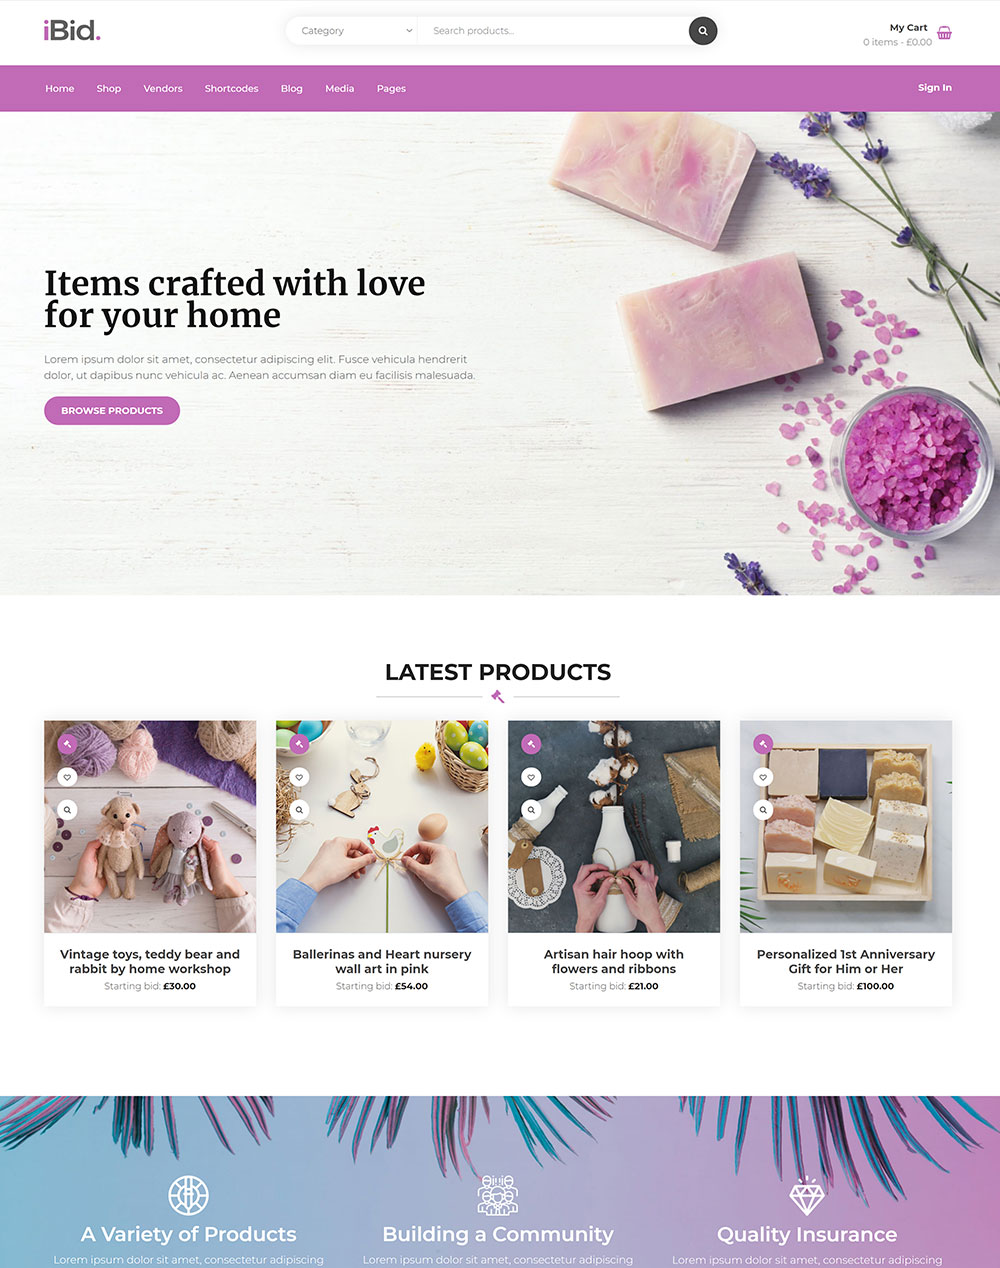 iBid.
Category
Search products...
My Cart
0 items - £0.00
Home Shop Vendors Shortcodes Blog Media Pages
Sign In
Items crafted with love
for your home
Lorem ipsum dolor sit amet, consectetur adipiscing elit. Fusce vehicula hendrerit
dolor, ut dapibus nunc vehicula ac. Aenean accumsan diam eu facilisis malesuada.
BROWSE PRODUCTS
LATEST PRODUCTS
Vintage toys, teddy bear and
rabbit by home workshop
Starting bid: £30.00
Ballerinas and Heart nursery
wall art in pink
Starting bid: £54.00
Artisan hair hoop with
flowers and ribbons
Starting bid: £21.00
Personalized 1st Anniversary
Gift for Him or Her
Starting bid: £100.00
A Variety of Products
Lorem ipsum dolor sit amet, consectetur adipiscing
Building a Community
Lorem ipsum dolor sit amet, consectetur adipiscing
Quality Insurance
Lorem ipsum dolor sit amet, consectetur adipiscing